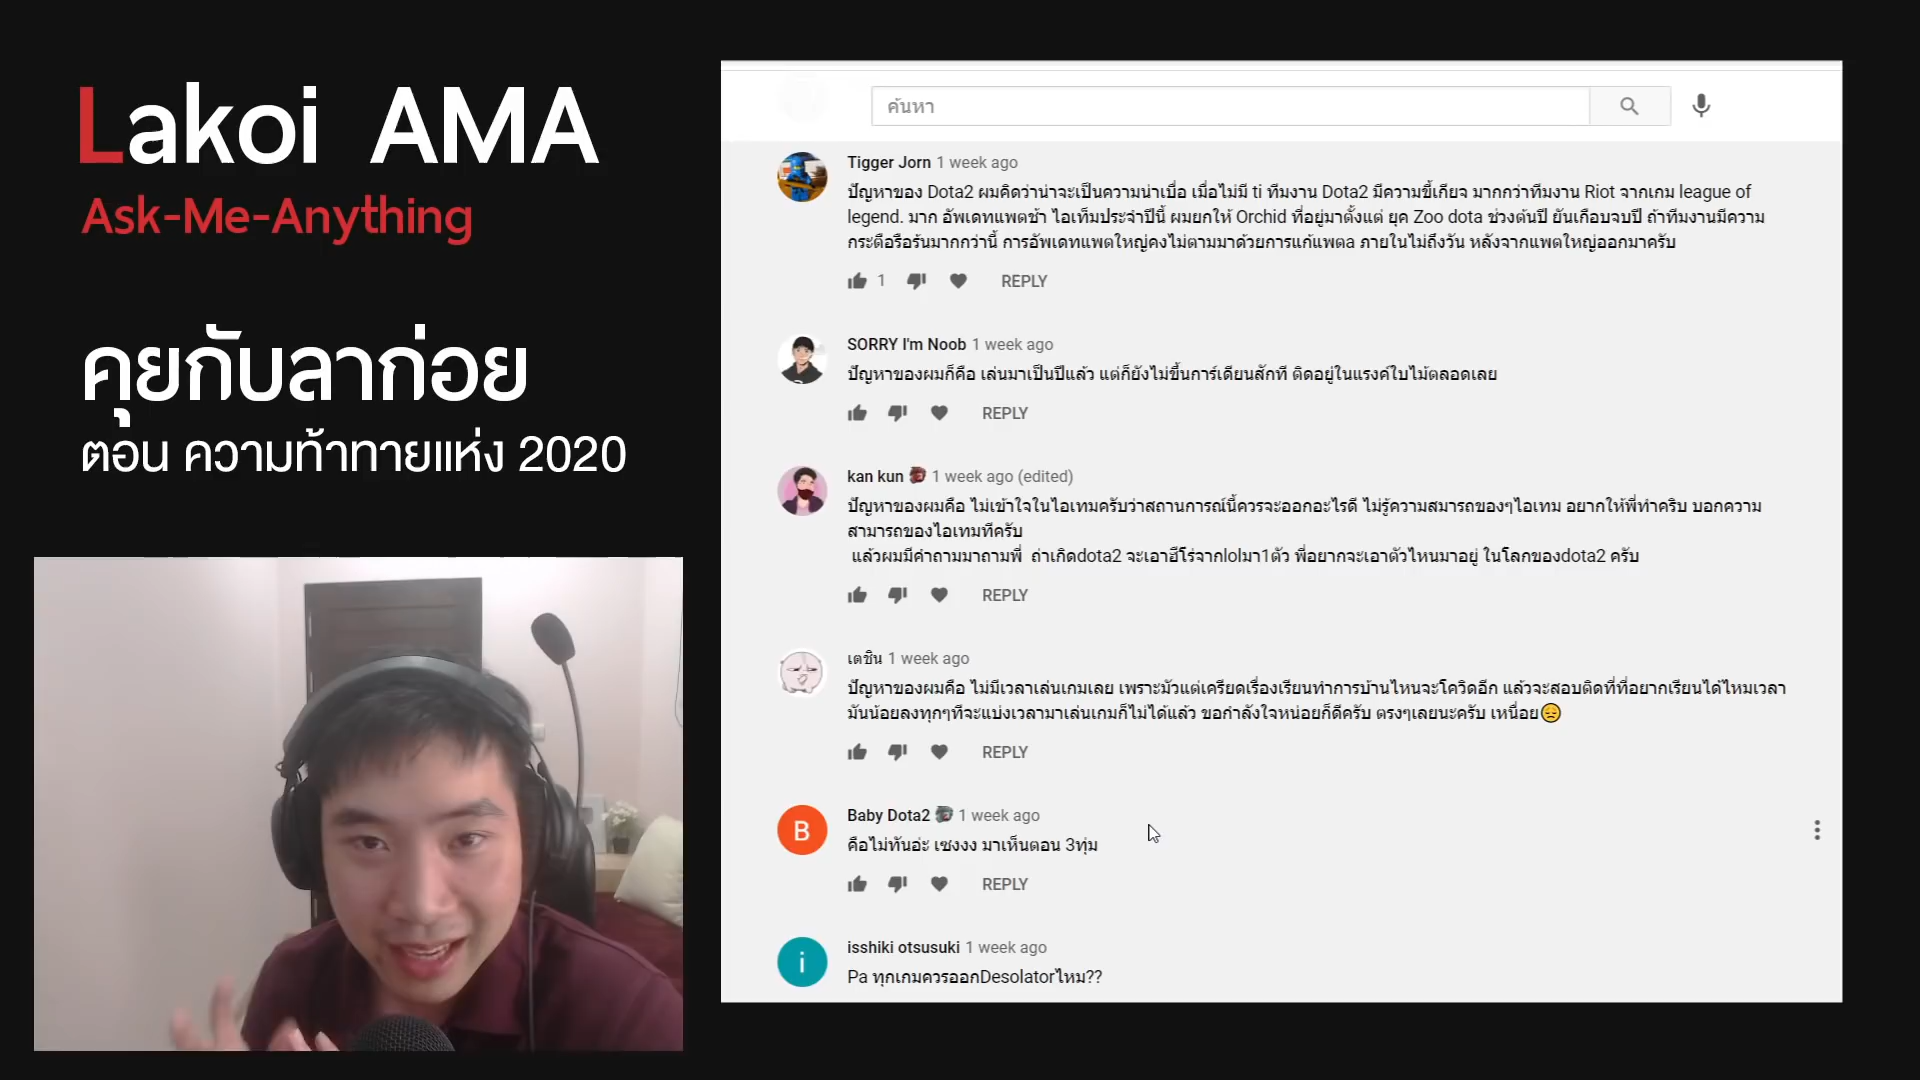 Lakoi AMA
Ask-Me-Anything
คุยกับลาก่อย
ตอน ความท้าทายแห่ง 2020
ค้นหา
Tigger Jorn 1 week ago
ปัญหาของ Dota2 ผมคิดว่าน่าจะเป็นความน่าเบื่อ เมื่อไม่มี ti ทีมงาน Dota2 มีความขี้เกียจ มากกว่าทีมงาน Riot จากเกม league of
legend. มาก อัพเดทแพตช้า ไอเท็มประจำปีนี้ ผมยกให้ Orchid ที่อยู่มาตั้งแต่ ยุค Zoo dota ช่วงต้นปี ยันเกือบจบปี ถ้าทีมงานมีความ
กระตือรือร้นมากกว่านี้ การอัพเดทแพตใหญ่คงไม่ตามมาด้วยการแก้แพตa ภายในไม่ถึงวัน หลังจากแพตใหญ่ออกมาครับ
1 REPLY
SORRY I'm Noob 1 week ago
ปัญหาของผมก็คือ เล่นมาเป็นปีแล้ว แต่ก็ยังไม่ขึ้นการ์เดียนสักที ติดอยู่ในแรงค์ใบไม้ตลอดเลย
REPLY
kan kun 1 week ago (edited)
ปัญหาของผมคือ ไม่เข้าใจในไอเทมครับว่าสถานการณ์นี้ควรจะออกอะไรดี ไม่รู้ความสมารถของๆไอเทม อยากให้พี่ทำคริบ บอกความ
สามารถของไอเทมทีครับ
แล้วผมมีคำถามมาถามพี่ ถ่าเกิดdota2 จะเอาฮีโร่จากlolมา1ตัว พี่อยากจะเอาตัวไหนมาอยู่ ในโลกของdota2 ครับ
REPLY
เตชิน 1 week ago
ปัญหาของผมคือ ไม่มีเวลาเล่นเกมเลย เพราะมัวแต่เครียดเรื่องเรียนทำการบ้านไหนจะโควิดอีก แล้วจะสอบติดที่ที่อยากเรียนได้ไหมเวลา
มันน้อยลงทุกๆทีจะแบ่งเวลามาเล่นเกมก็ไม่ได้แล้ว ขอกำลังใจหน่อยก็ดีครับ ตรงๆเลยนะครับ เหนื่อย😞
REPLY
Baby Dota2 1 week ago
คือไม่ทันอ่ะ เซงงง มาเห็นตอน 3ทุ่ม
REPLY
isshiki otsusuki 1 week ago
Pa ทุกเกมควรออกDesolatorไหม??
B
i